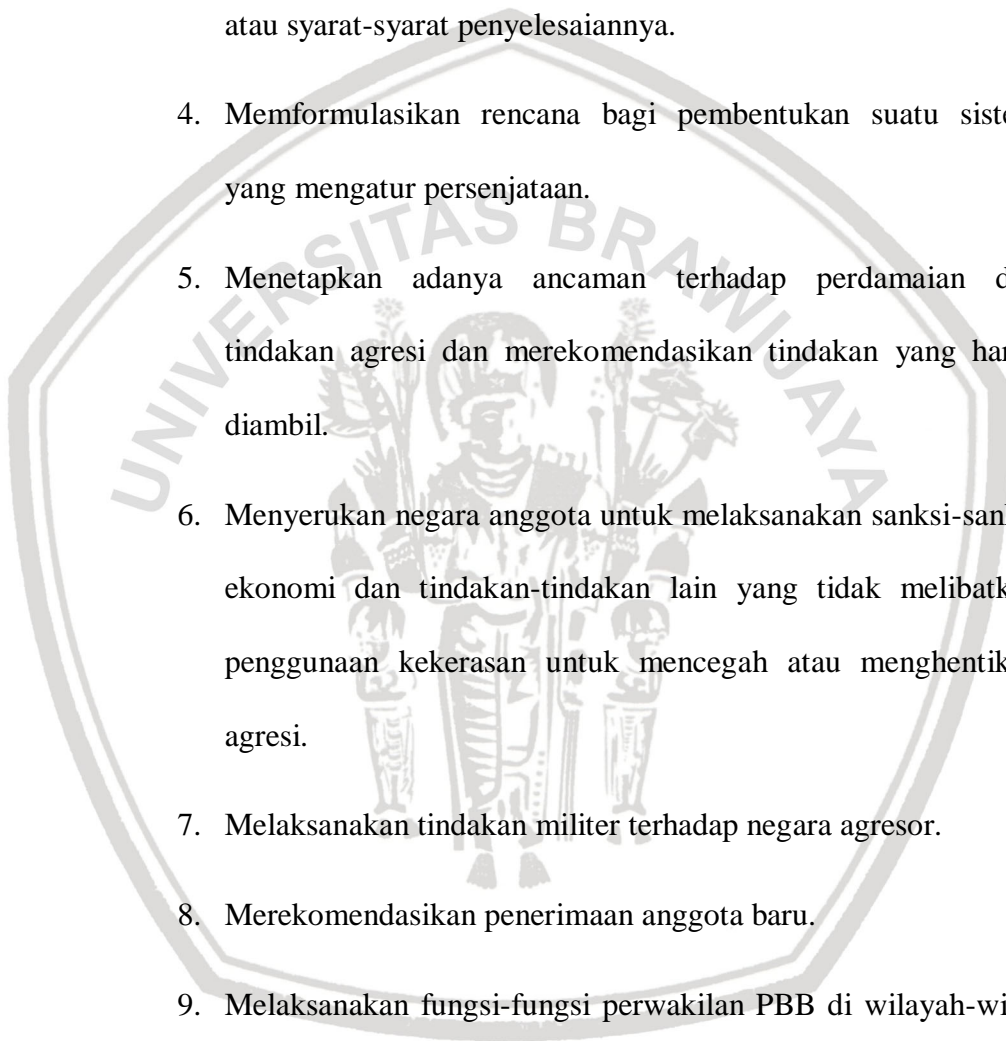 atau syarat-syarat penyelesaiannya.
4. Memformulasikan rencana bagi pembentukan suatu
yang mengatur persenjataan.
5. Menetapkan adanya ancaman terhadap perdamaian
tindakan agresi dan merekomendasikan tindakan yang
diambil.
6. Menyerukan negara anggota untuk melaksanakan
ekonomi dan tindakan-tindakan lain yang tidak
penggunaan kekerasan untuk mencegah atau
agresi.
7. Melaksanakan tindakan militer terhadap negara agresor.
8. Merekomendasikan penerimaan anggota baru.
9. Melaksanakan fungsi-fungsi perwakilan PBB di
UNIVERSITAS BRAWIJAYA